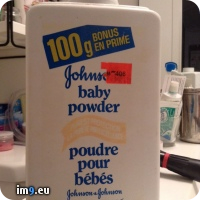 100g BONUS
EN PRIME
Johnson's
baby
powder
poudre
pour
bébés
Johnson & Johnson
im9.eu